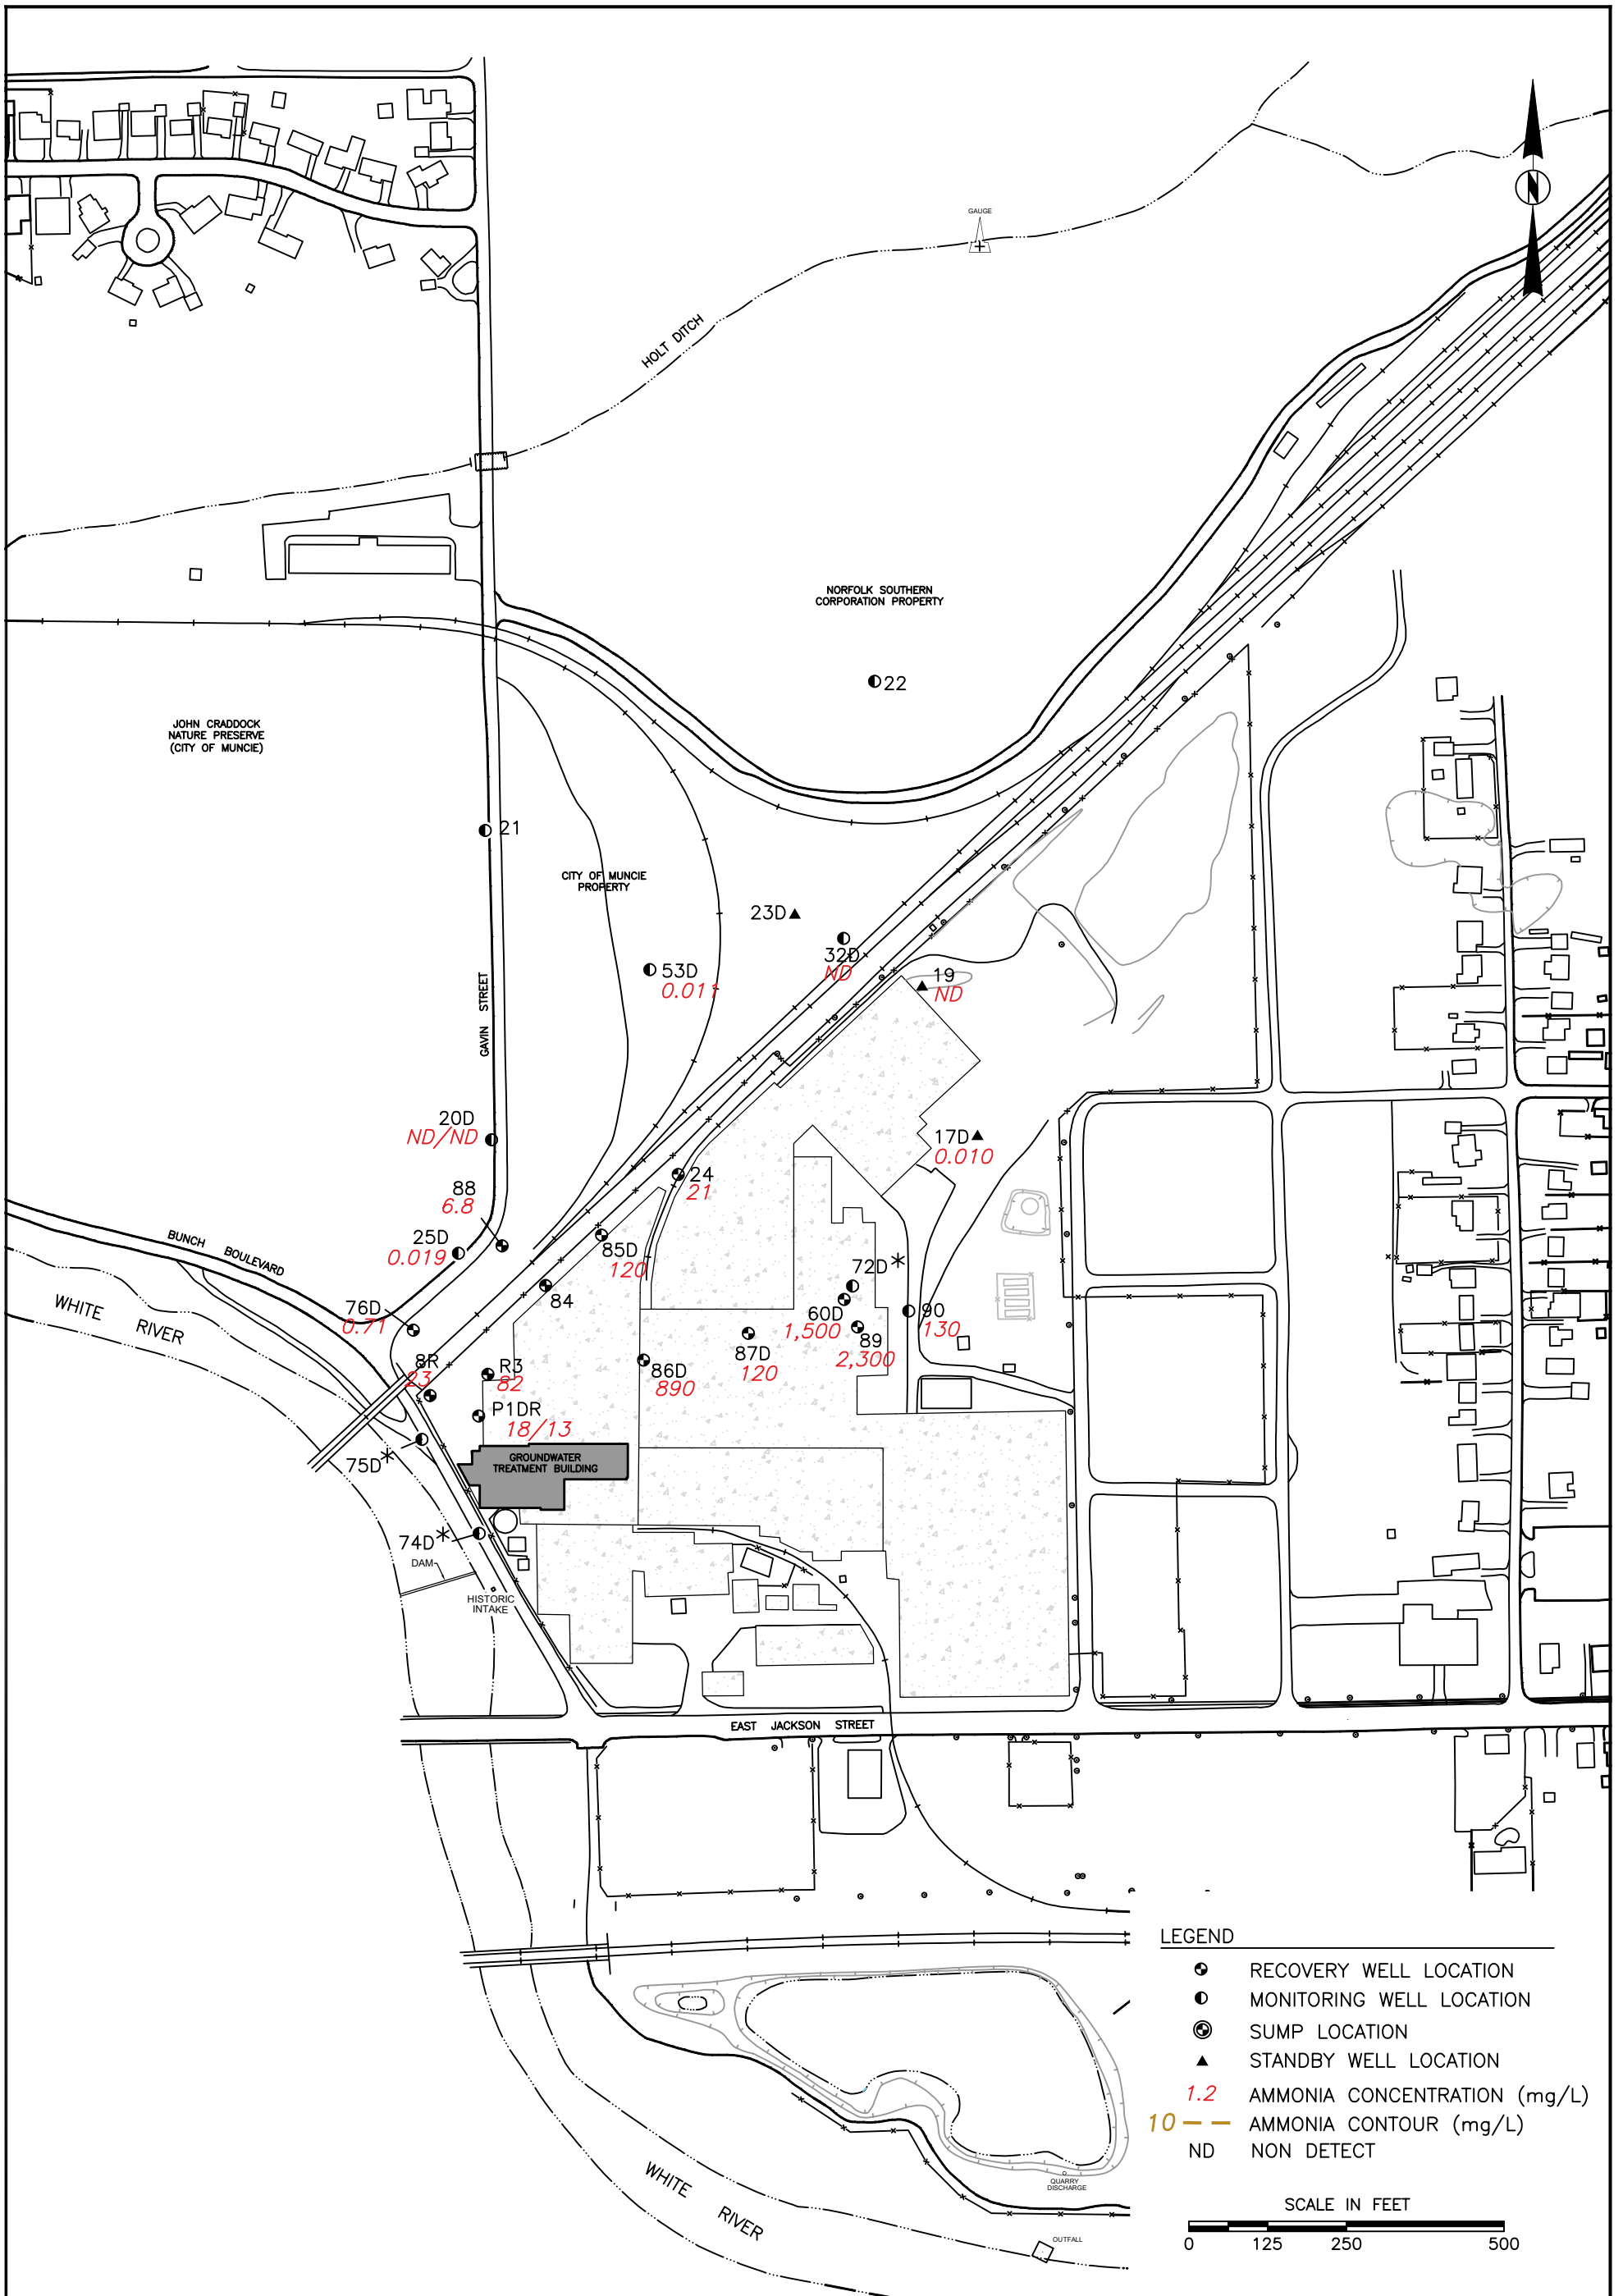 GAUGE
HOLT DITCH
NORFOLK SOUTHERN
CORPORATION PROPERTY
22
JOHN CRADDOCK
NATURE PRESERVE
(CITY OF MUNCIE)
21
CITY OF MUNCIE
PROPERTY
23D
32D
ND
53D
0.011
19
ND
GAVIN STREET
20D
ND/ND
17D
0.010
24
21
88
6.8
25D
0.019
85D
120
BUNCH BOULEVARD
72D*
84
76D
0.71
60D
1,500
90
130
WHITE RIVER
89
2,300
87D
120
86D
890
8R
23
R3
82
P1DR
18/13
75D*
GROUNDWATER
TREATMENT BUILDING
74D*
DAM
HISTORIC
INTAKE
EAST JACKSON STREET
WHITE RIVER
QUARRY
DISCHARGE
OUTFALL
LEGEND
RECOVERY WELL LOCATION
MONITORING WELL LOCATION
SUMP LOCATION
STANDBY WELL LOCATION
1.2 AMMONIA CONCENTRATION (mg/L)
10 — — AMMONIA CONTOUR (mg/L)
ND NON DETECT
SCALE IN FEET
0 125 250 500
N